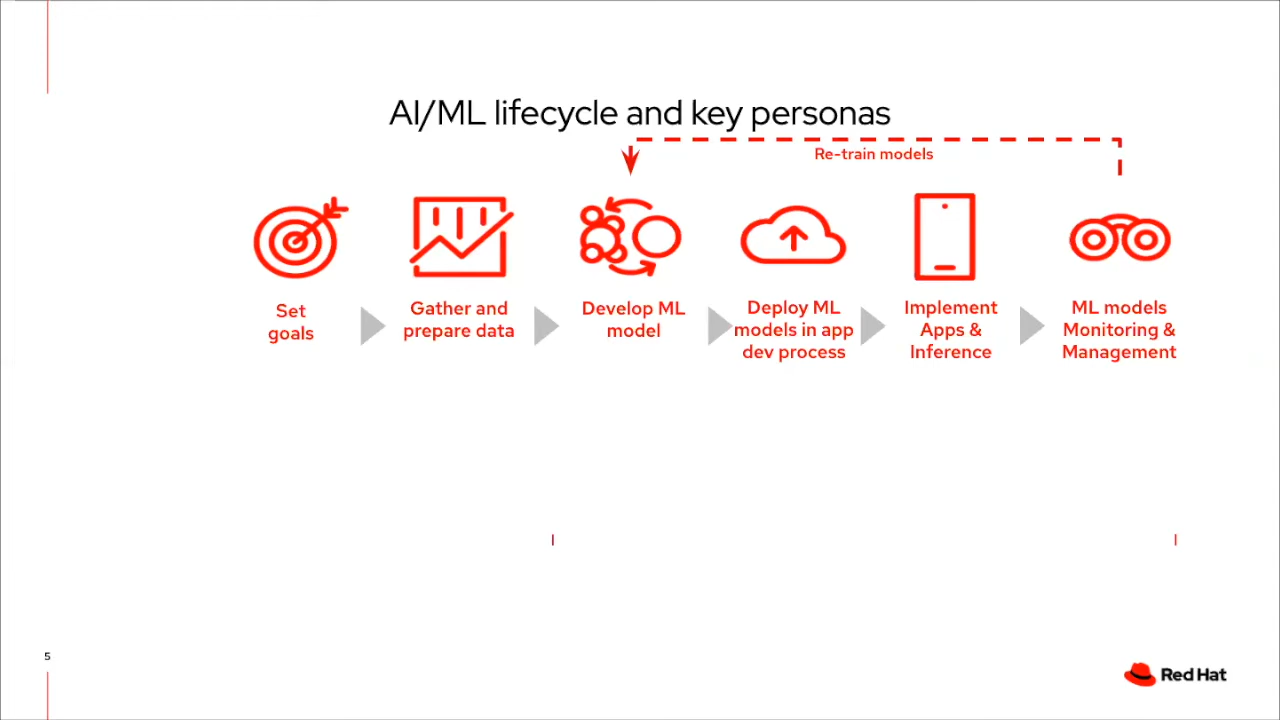 AI/ML lifecycle and key personas
Re-train models
Set
goals
Gather and
prepare data
Develop ML
model
Deploy ML
models in app
dev process
Implement
Apps &
Inference
ML models
Monitoring &
Management
5
Red Hat